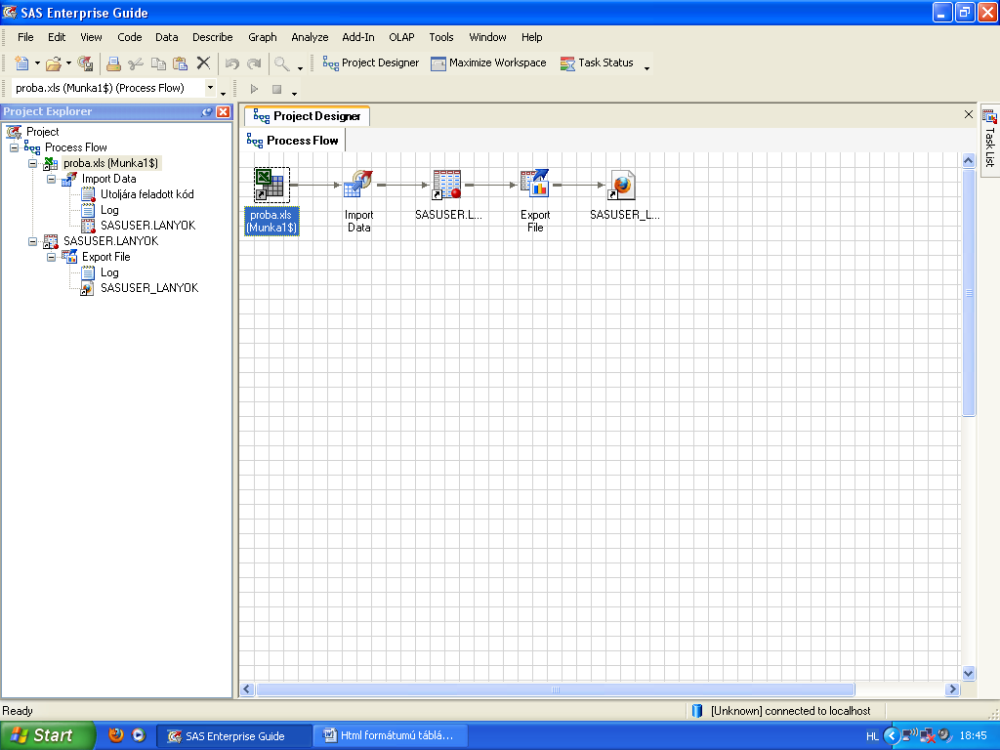 SAS Enterprise Guide
File Edit View Code Data Describe Graph Analyze Add-In OLAP Tools Window Help
Project Designer Maximize Workspace Task Status
proba.xls (Munka1$) (Process Flow)
Project Explorer
Project
Process Flow
proba.xls (Munka1$)
Import Data
Utoljára feladott kód
Log
SASUSER.LANYOK
SASUSER.LANYOK
Export File
Log
SASUSER_LANYOK
Project Designer
Process Flow
proba.xls
(Munka1$)
Import
Data
SASUSER.L...
Export
File
SASUSER_L...
Task List
Ready
[Unknown] connected to localhost
Start
SAS Enterprise Guide
Html formátumú táblá...
HL
18:45